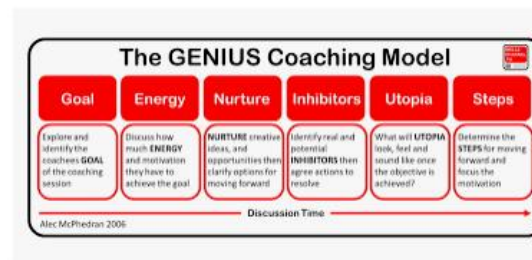 The GENIUS Coaching Model
Goal
Energy
Nurture
Inhibitors
Utopia
Steps
Explore and
identify the
coachees GOAL
of the coaching
session
Discuss how
much ENERGY
and motivation
they have to
achieve the goal
NURTURE creative
ideas, and
opportunities then
clarify options for
moving forward
Identify real and
potential
INHIBITORS then
agree actions to
resolve
What will UTOPIA
look, feel and
sound like once
the objective is
achieved?
Determine the
STEPS for moving
forward and
focus the
motivation
Discussion Time
Alec McPhedran 2006